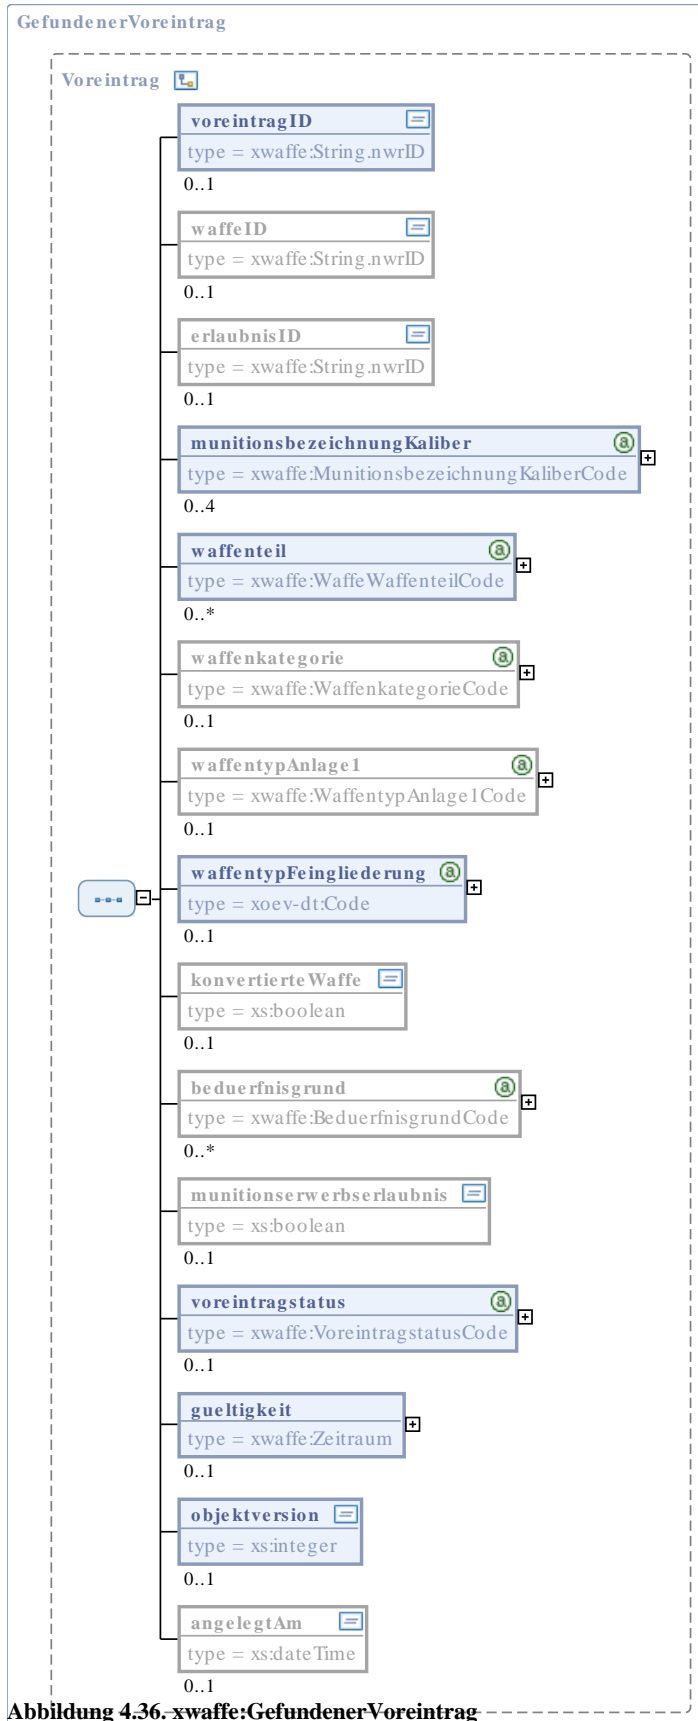 GefundenerVoreintrag
Voreintrag
voreintragID
type = xwaffe:String.nwrID
0..1
waffeID
type = xwaffe:String.nwrID
0..1
erlaubnisID
type = xwaffe:String.nwrID
0..1
munitionsbezeichnungKaliber
type = xwaffe:MunitionsbezeichnungKaliberCode
0..4
waffenteil
type = xwaffe:WaffeWaffenteilCode
0..*
waffenkategorie
type = xwaffe:WaffenkategorieCode
0..1
waffentypAnlage1
type = xwaffe:WaffentypAnlage1Code
0..1
waffentypFeingliederung
type = xoev-dt:Code
0..1
konvertierteWaffe
type = xs:boolean
0..1
beduerfnisgrund
type = xwaffe:BeduerfnisgrundCode
0..*
munitionserwerbserlaubnis
type = xs:boolean
0..1
voreintragstatus
type = xwaffe:VoreintragstatusCode
0..1
gueltigkeit
type = xwaffe:Zeitraum
0..1
objektversion
type = xs:integer
0..1
angelegtAm
type = xs:dateTime
0..1
Abbildung 4.36. xwaffe:GefundenerVoreintrag